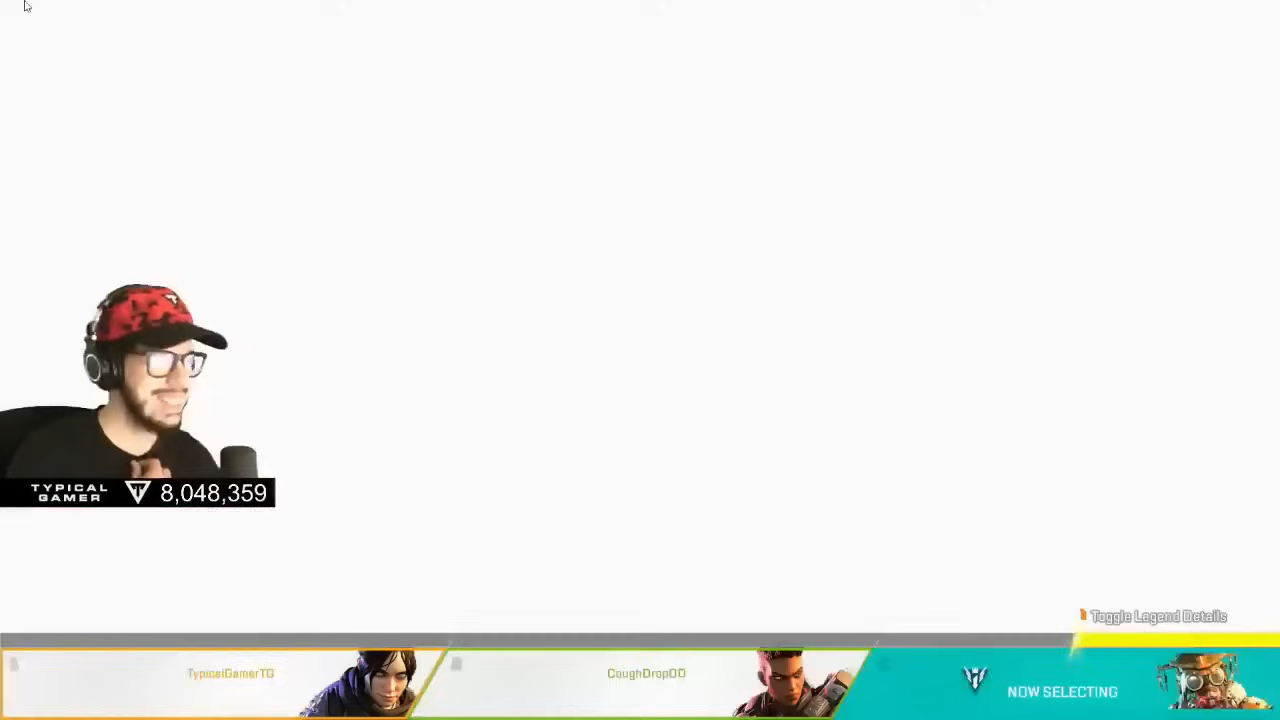 TYPICAL
GAMER
8,048,359
Toggle Legend Details
TypicalGamerTG
CoughDropDD
NOW SELECTING